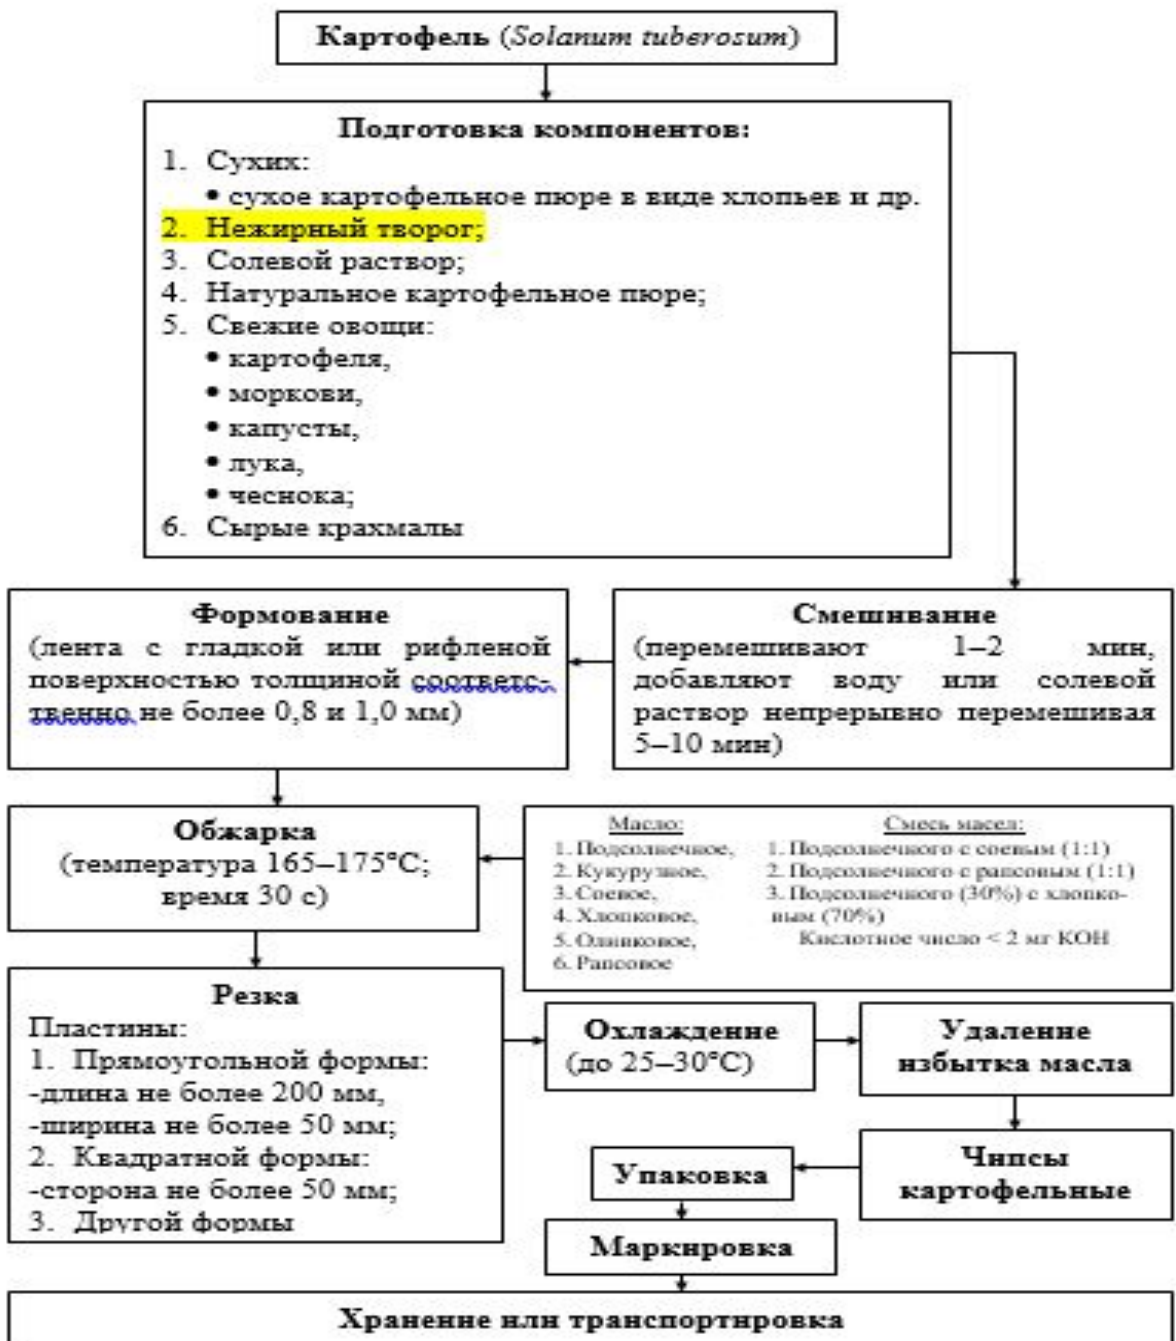 Картофель (Solanum tuberosum)
Подготовка компонентов:
1. Сухих:
• сухое картофельное пюре в виде хлопьев и др.
2. Нежирный творог;
3. Солевой раствор;
4. Натуральное картофельное пюре;
5. Свежие овощи:
• картофеля,
• моркови,
• капусты,
• лука,
• чеснока;
6. Сырые крахмалы
Смешивание
(перемешивают 1–2 мин,
добавляют воду или солевой
раствор непрерывно перемешивая
5–10 мин)
Формование
(лента с гладкой или рифленой
поверхностью толщиной соответс-
твенно не более 0,8 и 1,0 мм)
Обжарка
(температура 165–175°С;
время 30 с)
Масло:
1. Подсолнечное,
2. Кукурузное,
3. Соевое,
4. Хлопковое,
5. Оливковое,
6. Рапсовое
Смесь масел:
1. Подсолнечного с соевым (1:1)
2. Подсолнечного с рапсовым (1:1)
3. Подсолнечного (30%) с хлопко-
вым (70%)
Кислотное число < 2 мг КОН
Резка
Пластины:
1. Прямоугольной формы:
-длина не более 200 мм,
-ширина не более 50 мм;
2. Квадратной формы:
-сторона не более 50 мм;
3. Другой формы
Охлаждение
(до 25–30°С)
Удаление
избытка масла
Чипсы
картофельные
Упаковка
Маркировка
Хранение или транспортировка